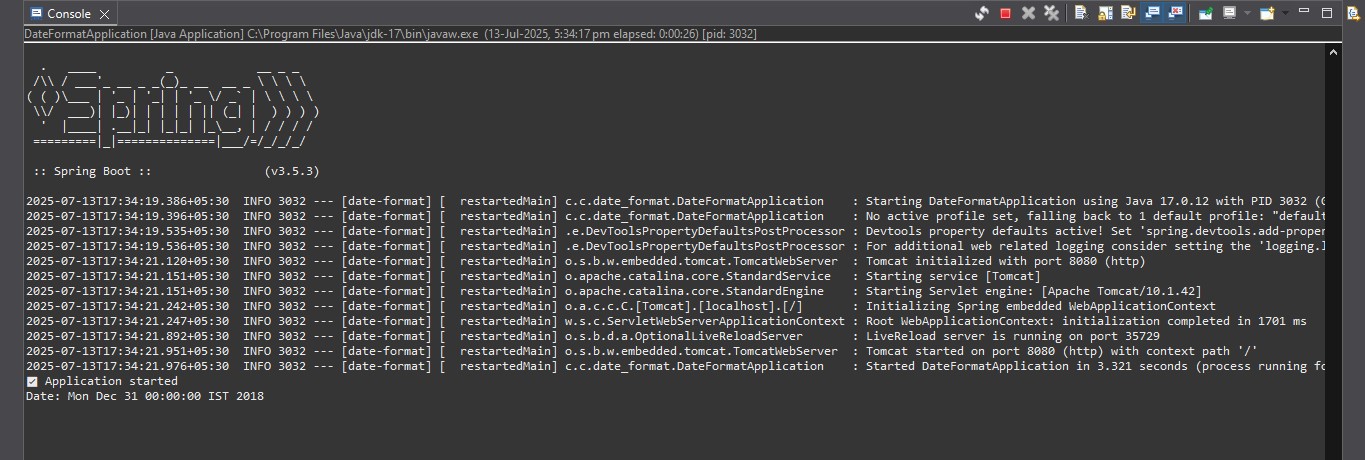 Console
DateFormatApplication [Java Application] C:\Program Files\Java\jdk-17\bin\javaw.exe (13-Jul-2025, 5:34:17 pm elapsed: 0:00:26) [pid: 3032]
Spring
:: Spring Boot ::                (v3.5.3)
2025-07-13T17:34:19.386+05:30  INFO 3032 --- [date-format] [  restartedMain] c.c.date_format.DateFormatApplication    : Starting DateFormatApplication using Java 17.0.12 with PID 3032 (
2025-07-13T17:34:19.396+05:30  INFO 3032 --- [date-format] [  restartedMain] c.c.date_format.DateFormatApplication    : No active profile set, falling back to 1 default profile: "default
2025-07-13T17:34:19.535+05:30  INFO 3032 --- [date-format] [  restartedMain] .e.DevToolsPropertyDefaultsPostProcessor : Devtools property defaults active! Set 'spring.devtools.add-proper
2025-07-13T17:34:19.536+05:30  INFO 3032 --- [date-format] [  restartedMain] .e.DevToolsPropertyDefaultsPostProcessor : For additional web related logging consider setting the 'logging.l
2025-07-13T17:34:21.120+05:30  INFO 3032 --- [date-format] [  restartedMain] o.s.b.w.embedded.tomcat.TomcatWebServer  : Tomcat initialized with port 8080 (http)
2025-07-13T17:34:21.151+05:30  INFO 3032 --- [date-format] [  restartedMain] o.apache.catalina.core.StandardService   : Starting service [Tomcat]
2025-07-13T17:34:21.151+05:30  INFO 3032 --- [date-format] [  restartedMain] o.apache.catalina.core.StandardEngine    : Starting Servlet engine: [Apache Tomcat/10.1.42]
2025-07-13T17:34:21.242+05:30  INFO 3032 --- [date-format] [  restartedMain] o.a.c.c.C.[Tomcat].[localhost].[/]       : Initializing Spring embedded WebApplicationContext
2025-07-13T17:34:21.247+05:30  INFO 3032 --- [date-format] [  restartedMain] w.s.c.ServletWebServerApplicationContext : Root WebApplicationContext: initialization completed in 1701 ms
2025-07-13T17:34:21.892+05:30  INFO 3032 --- [date-format] [  restartedMain] o.s.b.d.a.OptionalLiveReloadServer       : LiveReload server is running on port 35729
2025-07-13T17:34:21.951+05:30  INFO 3032 --- [date-format] [  restartedMain] o.s.b.w.embedded.tomcat.TomcatWebServer  : Tomcat started on port 8080 (http) with context path '/'
2025-07-13T17:34:21.976+05:30  INFO 3032 --- [date-format] [  restartedMain] c.c.date_format.DateFormatApplication    : Started DateFormatApplication in 3.321 seconds (process running fo
✅ Application started
Date: Mon Dec 31 00:00:00 IST 2018